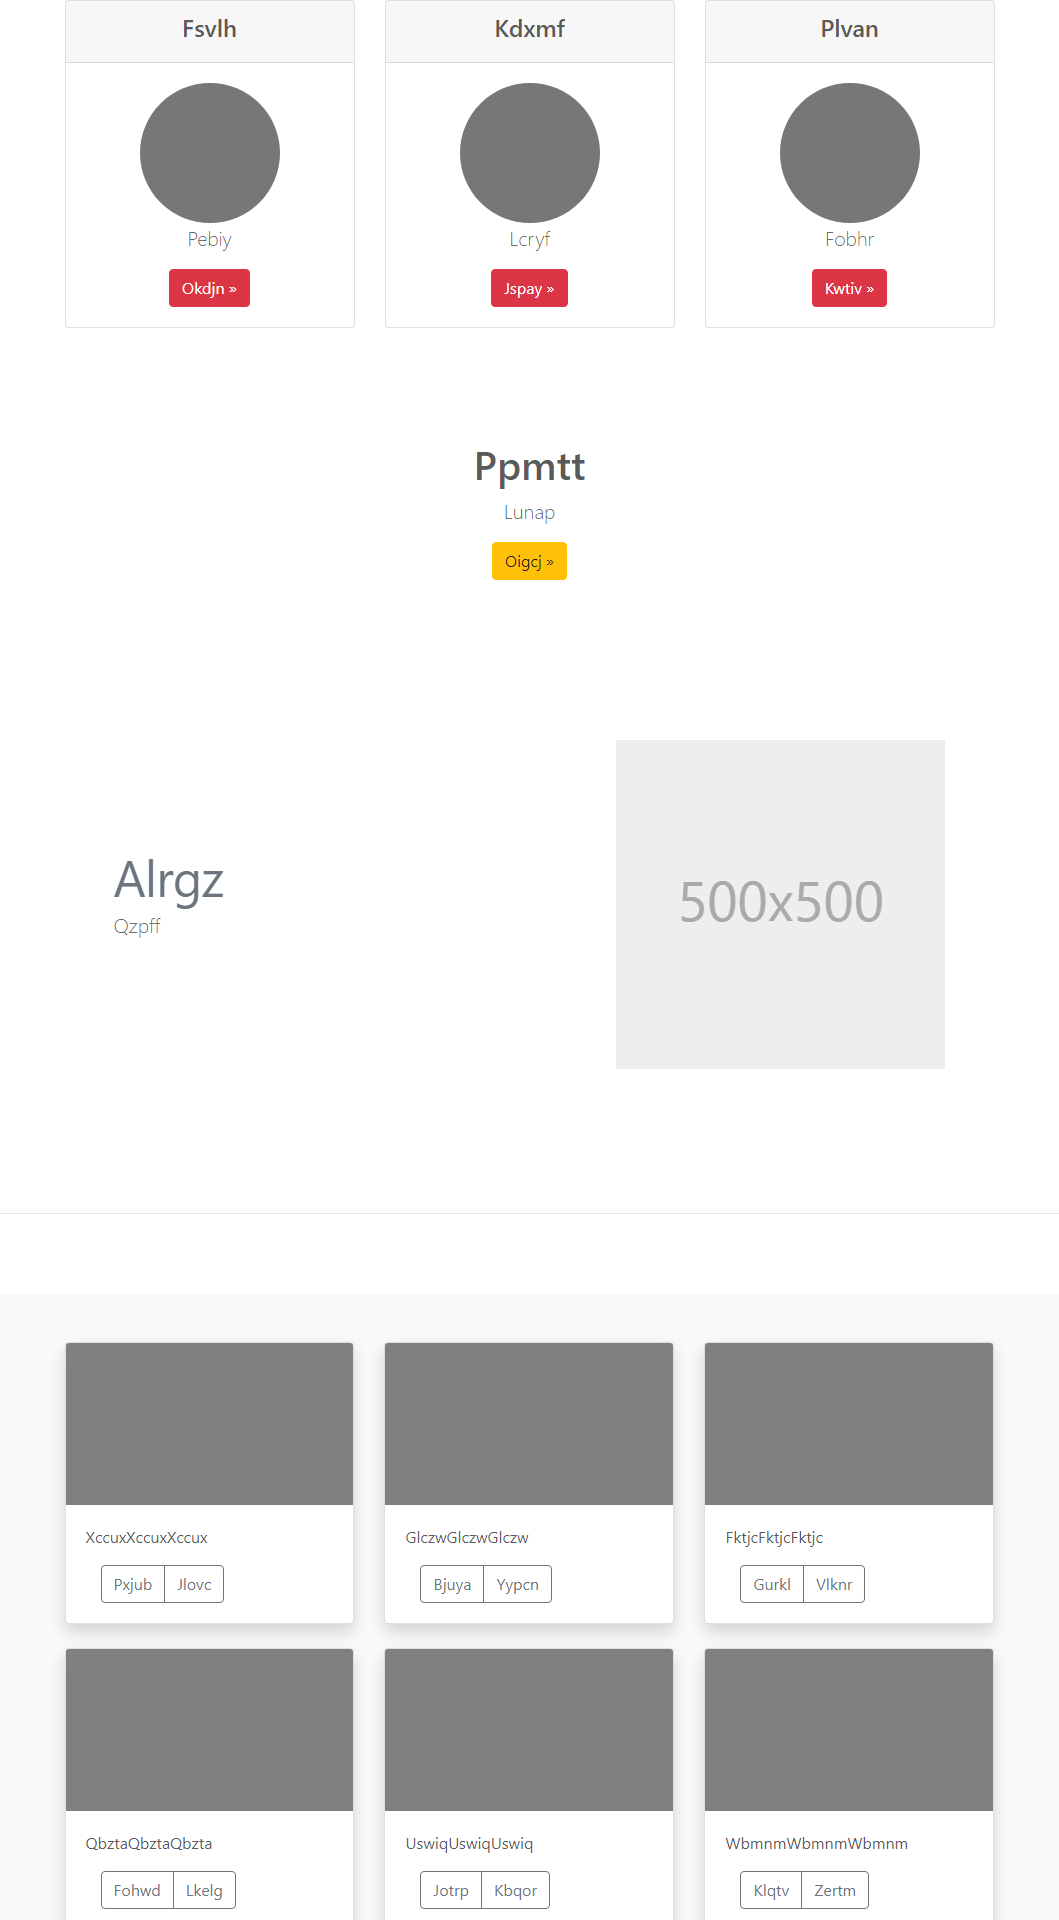 Fsvlh
Kdxmf
Plvan
Pebiy
Lcryf
Fobhr
Okdjn »
Jspay »
Kwtiv »
Ppmtt
Lunap
Oigcj »
Alrgz
Qzpff
500x500
XccuxXccuxXccux
GlczwGlczwGlczw
FktjcFktjcFktjc
Pxjub Jlovc
Bjuya Yypcn
Gurkl Vlknr
QbztaQbztaQbzta
UswiqUswiqUswiq
WbmnmWbmnmWbmnm
Fohwd Lkelg
Jotrp Kbqor
Klqtv Zertm